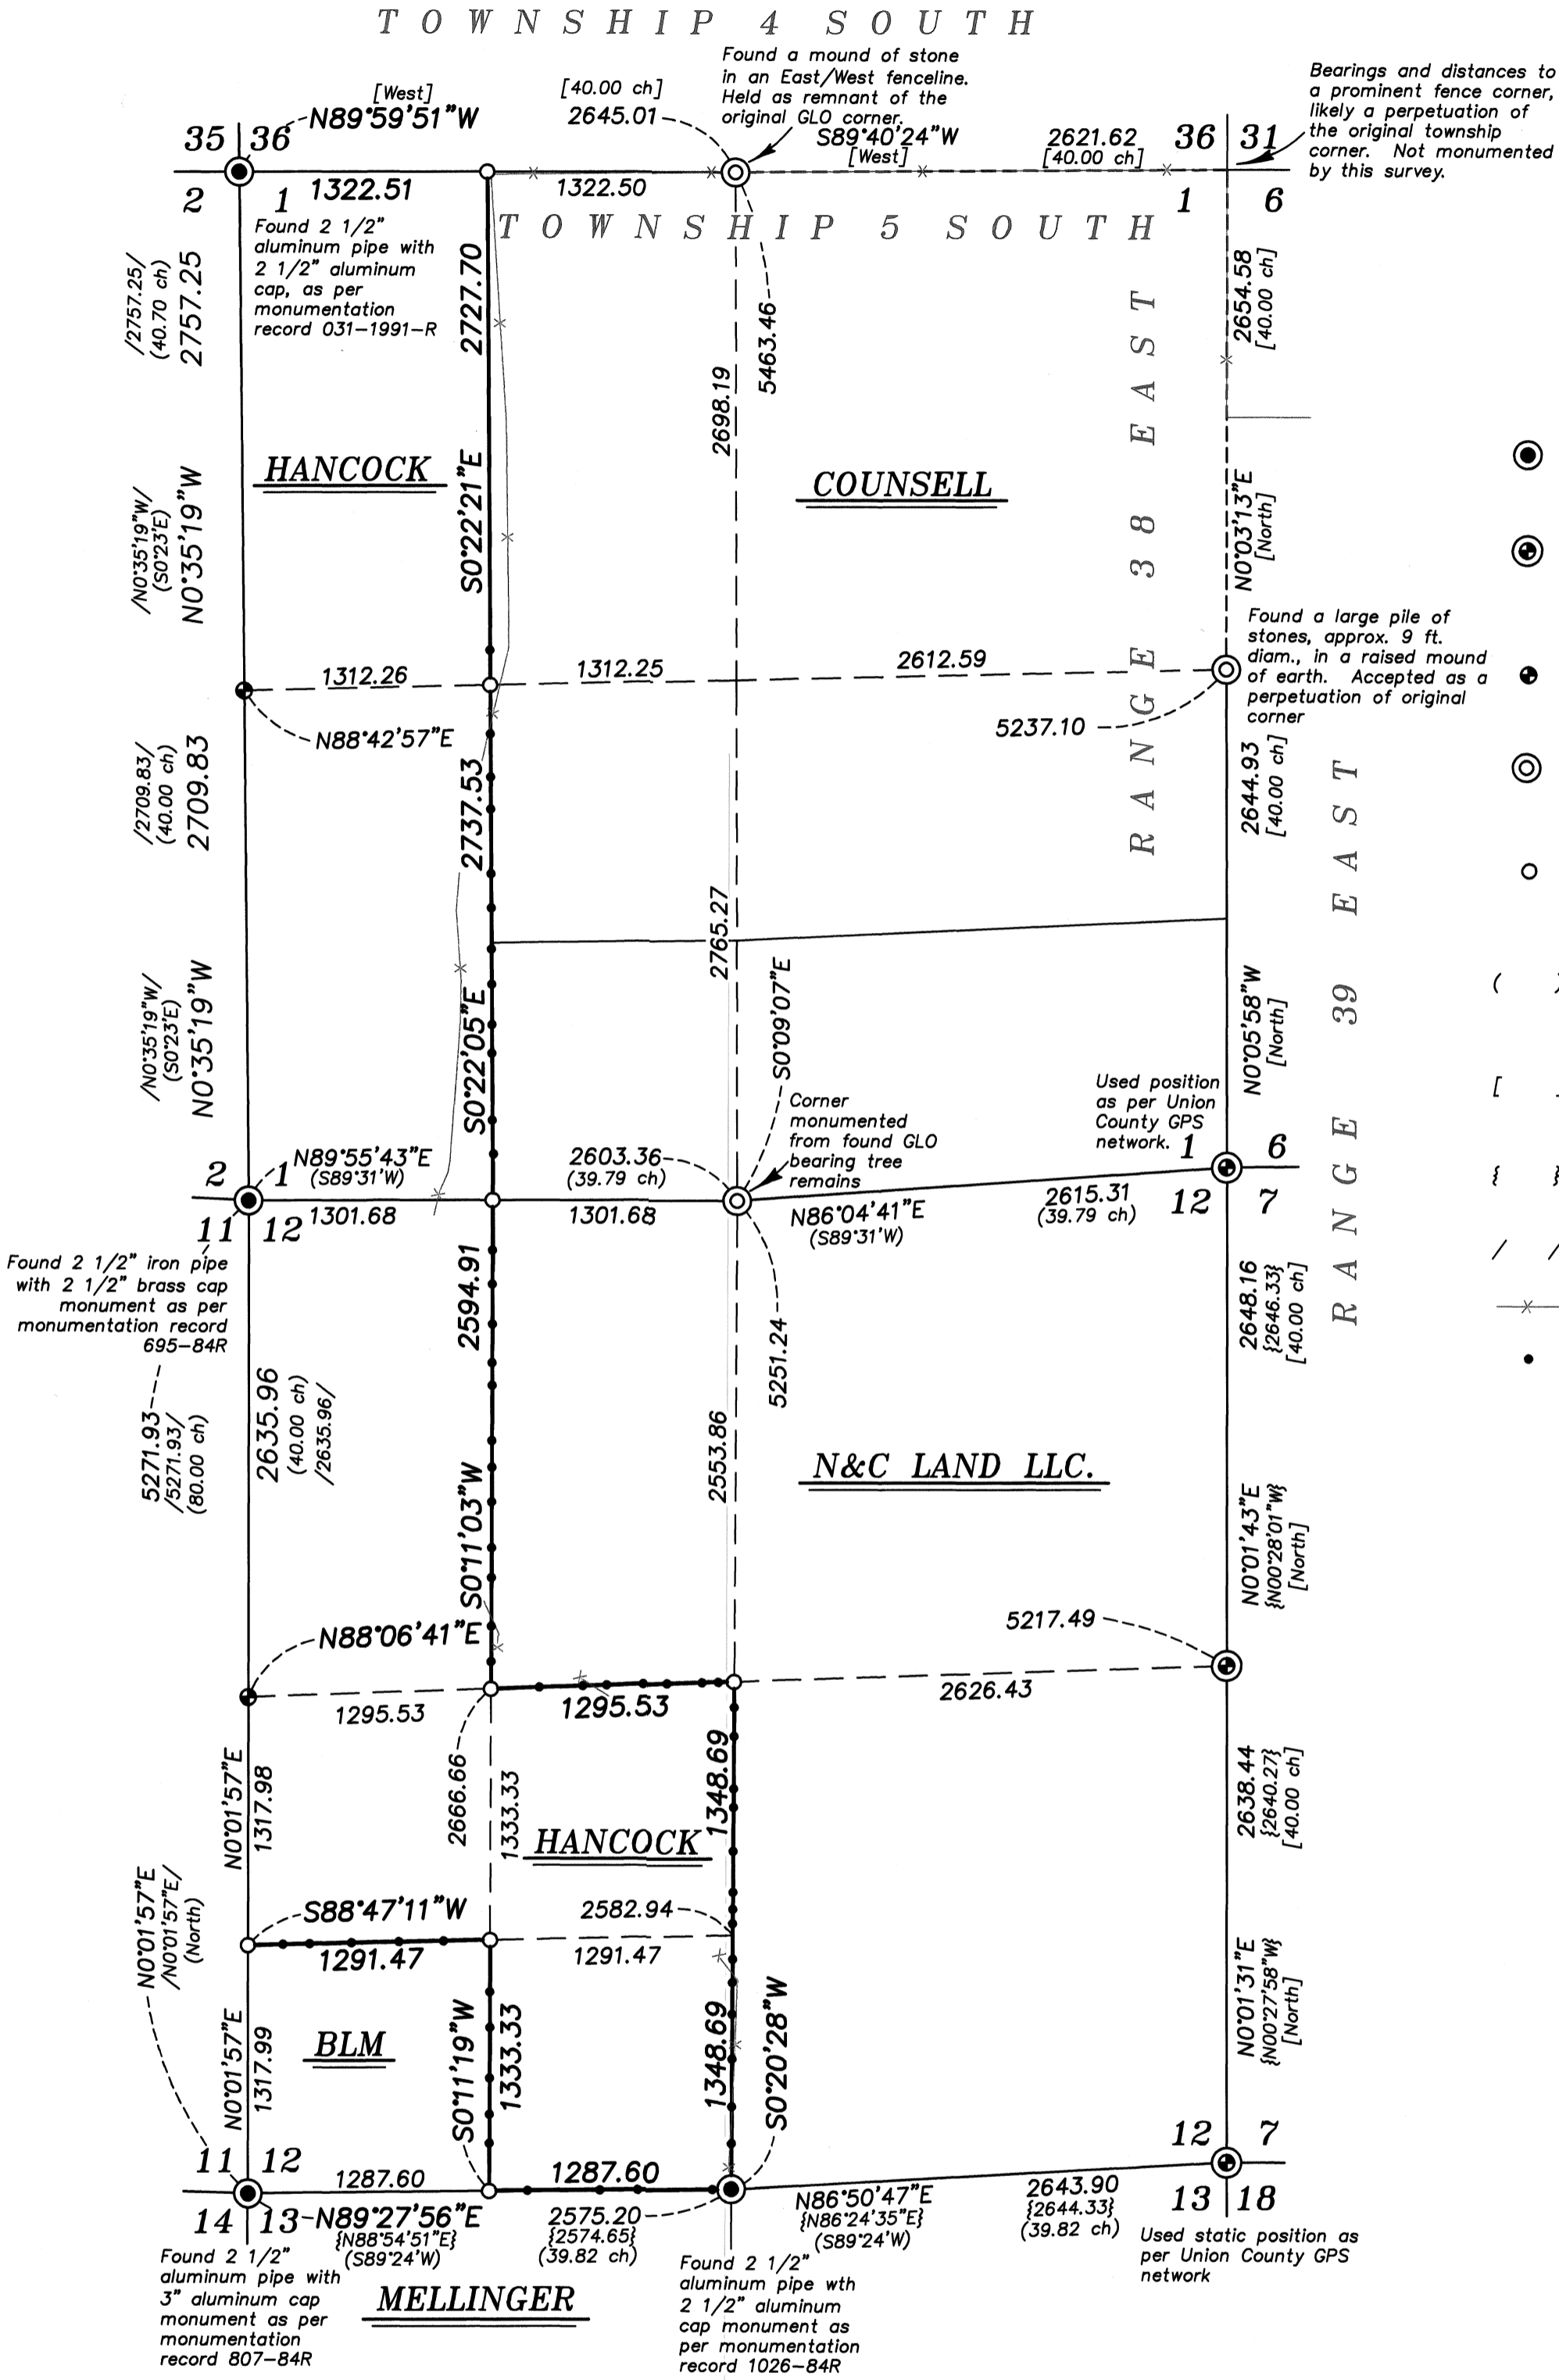 TOWNSHIP 4 SOUTH
Found a mound of stone
in an East/West fenceline.
Held as remnant of the
original GLO corner.
Bearings and distances to
a prominent fence corner,
likely a perpetuation of
the original township
corner. Not monumented
by this survey.
[West]
N89°59'51"W
[40.00 ch]
2645.01
S89°40'24"W
[West]
2621.62
[40.00 ch]
35 36
36 31
2 1
1 6
1322.51
1322.50
TOWNSHIP 5 SOUTH
Found 2 1/2"
aluminum pipe with
2 1/2" aluminum
cap, as per
monumentation
record 031-1991-R
/2757.25/
(40.70 ch)
2757.25
2727.70
2698.19
5463.46
2654.58
[40.00 ch]
RANGE 38 EAST
HANCOCK
COUNSELL
/N0°35'19"W/
(S0°23'E)
N0°35'19"W
S0°22'21"E
N0°03'13"E
[North]
Found a large pile of
stones, approx. 9 ft.
diam., in a raised mound
of earth. Accepted as a
perpetuation of original
corner
1312.26
1312.25
2612.59
5237.10
N88°42'57"E
/2709.83/
(40.00 ch)
2709.83
2737.53
2765.27
2644.93
[40.00 ch]
RANGE 39 EAST
/N0°35'19"W/
(S0°23'E)
N0°35'19"W
S0°22'05"E
S0°09'07"E
N0°05'58"W
[North]
( )
[
{ }
/ /
Used position
as per Union
County GPS
network.
Corner
monumented
from found GLO
bearing tree
remains
2 1
1 6
N89°55'43"E
(S89°31'W)
2603.36
(39.79 ch)
1301.68
1301.68
N86°04'41"E
(S89°31'W)
2615.31
(39.79 ch)
11 12
12 7
Found 2 1/2" iron pipe
with 2 1/2" brass cap
monument as per
monumentation record
695-84R
5271.93
/5271.93/
(80.00 ch)
2635.96
(40.00 ch)
/2635.96/
2594.91
5251.24
2553.86
2648.16
{2646.33}
[40.00 ch]
N&C LAND LLC.
S0°11'03"W
N0°01'43"E
{N00°28'01"W}
[North]
N88°06'41"E
5217.49
1295.53
1295.53
2626.43
N0°01'57"E
1317.98
2666.66
1333.33
1348.69
2638.44
{2640.27}
[40.00 ch]
HANCOCK
S88°47'11"W
2582.94
1291.47
1291.47
N0°01'57"E
/N0°01'57"E/
(North)
BLM
N0°01'57"E
1317.99
S0°11'19"W
1333.33
1348.69
S0°20'28"W
N0°01'31"E
{N00°27'58"W}
[North]
11 12
12 7
1287.60
1287.60
14 13
13 18
N89°27'56"E
{N88°54'51"E}
(S89°24'W)
2575.20
{2574.65}
(39.82 ch)
N86°50'47"E
{N86°24'35"E}
(S89°24'W)
2643.90
{2644.33}
(39.82 ch)
Found 2 1/2"
aluminum pipe with
3" aluminum cap
monument as per
monumentation
record 807-84R
MELLINGER
Found 2 1/2"
aluminum pipe wth
2 1/2" aluminum
cap monument as
per monumentation
record 1026-84R
Used static position as
per Union County GPS
network